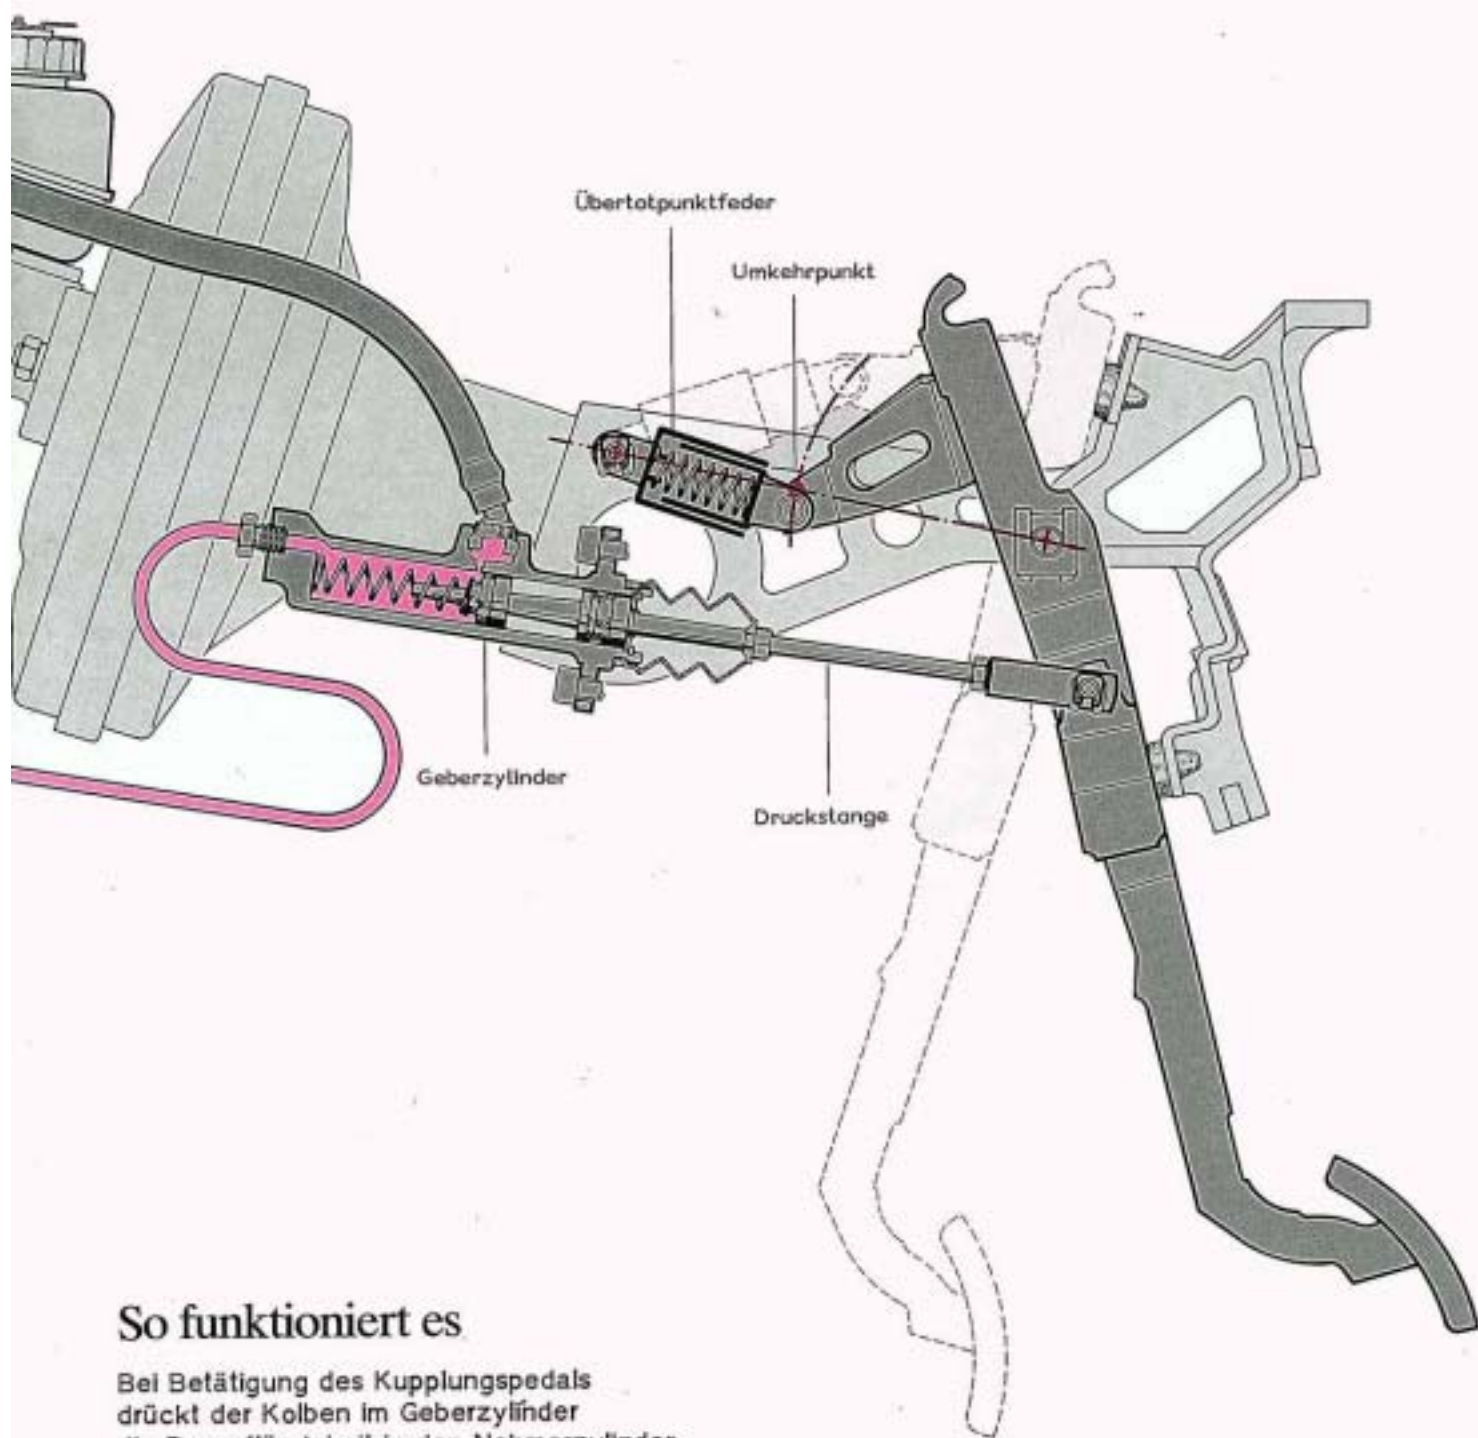 Übertotpunktfeder
Umkehrpunkt
Geberzylinder
Druckstange
So funktioniert es
Bei Betätigung des Kupplungspedals
drückt der Kolben im Geberzylinder